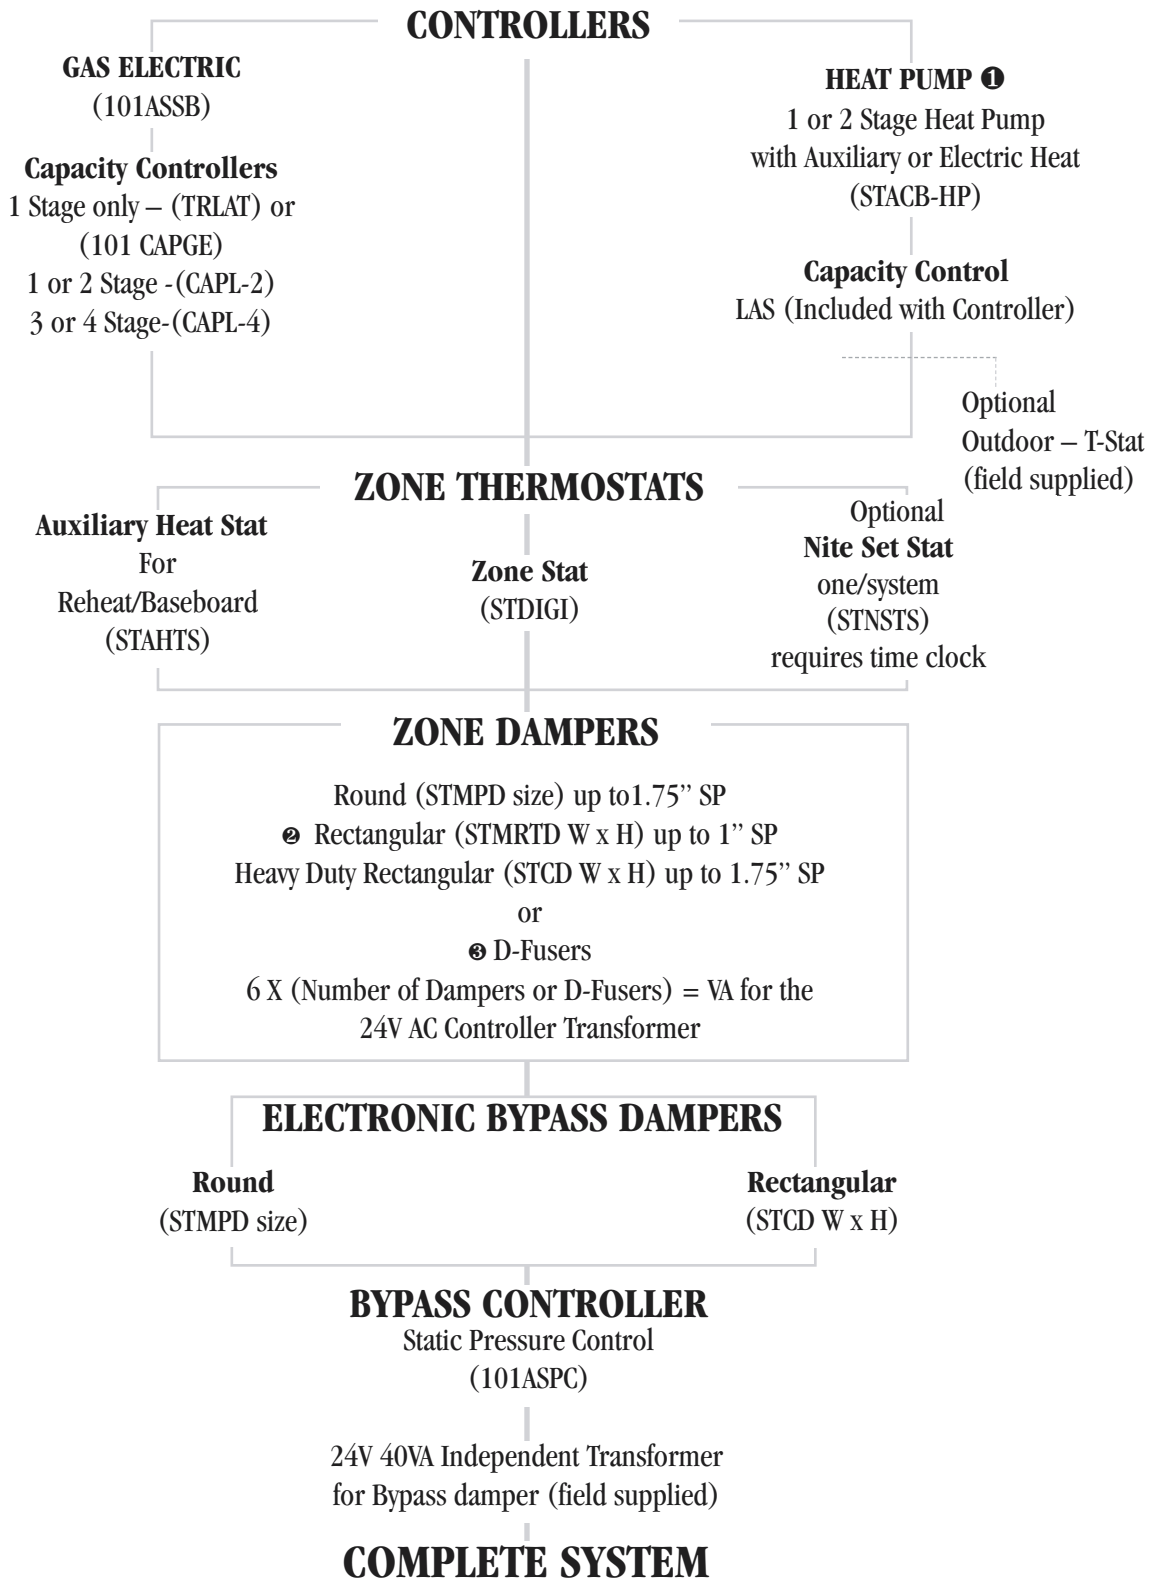 CONTROLLERS
GAS ELECTRIC
(101ASSB)
Capacity Controllers
1 Stage only – (TRLAT) or
(101 CAPGE)
1 or 2 Stage -(CAPL-2)
3 or 4 Stage-(CAPL-4)
HEAT PUMP ❶
1 or 2 Stage Heat Pump
with Auxiliary or Electric Heat
(STACB-HP)
Capacity Control
LAS (Included with Controller)
Optional
Outdoor – T-Stat
(field supplied)
ZONE THERMOSTATS
Auxiliary Heat Stat
For
Reheat/Baseboard
(STAHTS)
Zone Stat
(STDIGI)
Optional
Nite Set Stat
one/system
(STNSTS)
requires time clock
ZONE DAMPERS
Round (STMPD size) up to1.75’’ SP
❷ Rectangular (STMRTD W x H) up to 1’’ SP
Heavy Duty Rectangular (STCD W x H) up to 1.75’’ SP
or
❸ D-Fusers
6 X (Number of Dampers or D-Fusers) = VA for the
24V AC Controller Transformer
ELECTRONIC BYPASS DAMPERS
Round
(STMPD size)
Rectangular
(STCD W x H)
BYPASS CONTROLLER
Static Pressure Control
(101ASPC)
24V 40VA Independent Transformer
for Bypass damper (field supplied)
COMPLETE SYSTEM